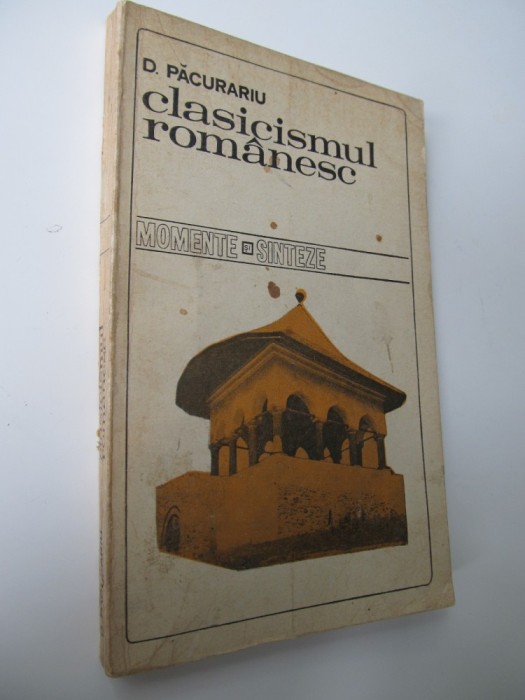 D. PĂCURARIU
clasicismul
românesc
MOMENTE ȘI SINTEZE